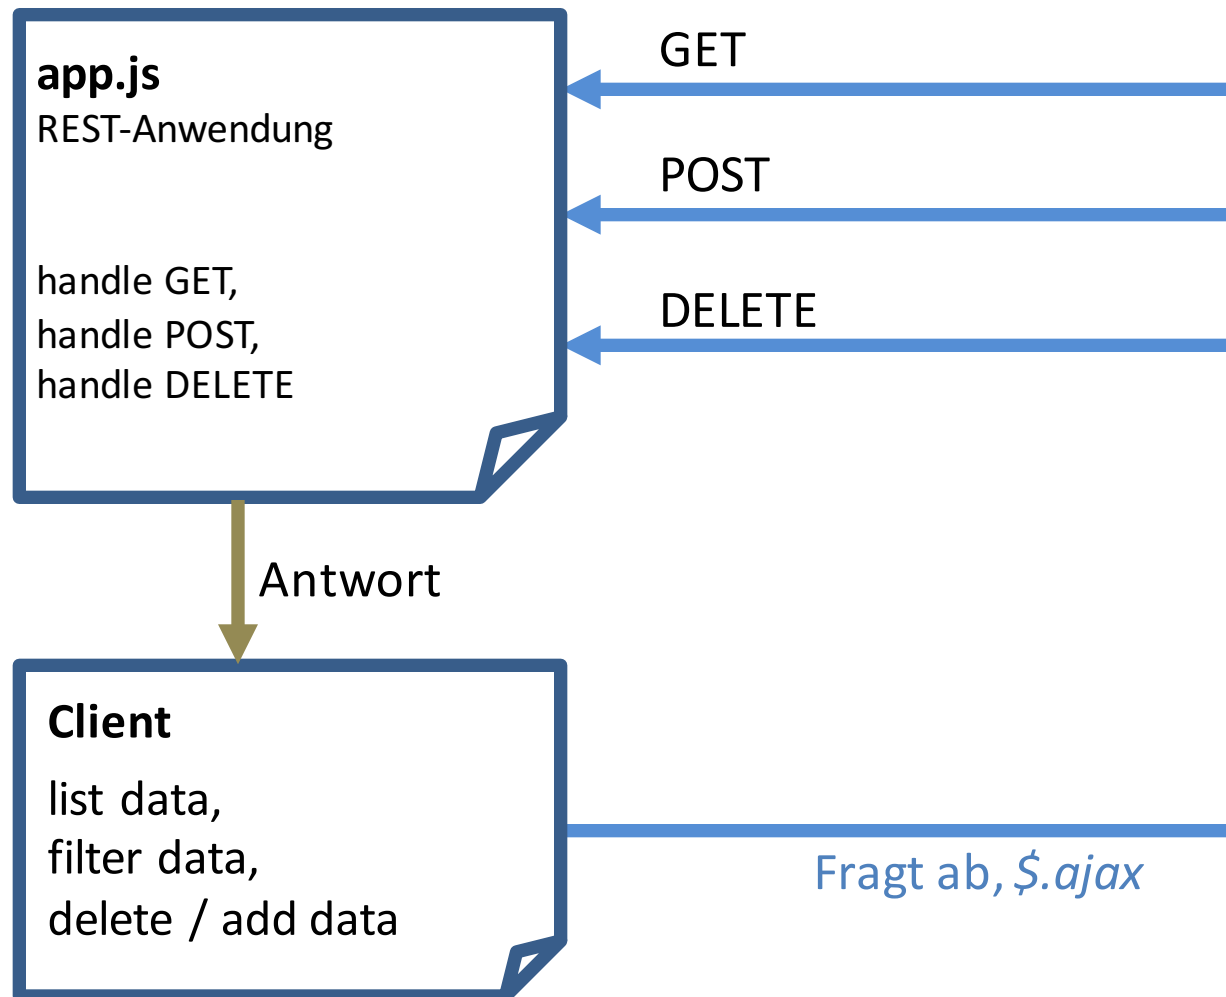 app.js
REST-Anwendung
handle GET,
handle POST,
handle DELETE
GET
POST
DELETE
Antwort
Client
list data,
filter data,
delete / add data
Fragt ab, $.ajax